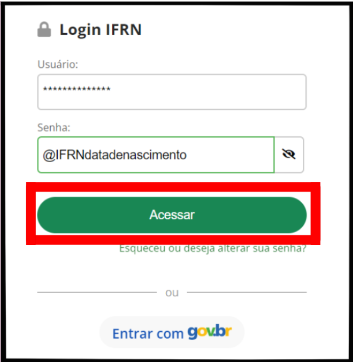 Login IFRN
Usuário:
**************
Senha:
@IFRNdatadenascimento
Acessar
Esqueceu ou deseja alterar sua senha?
ou
Entrar com gov.br